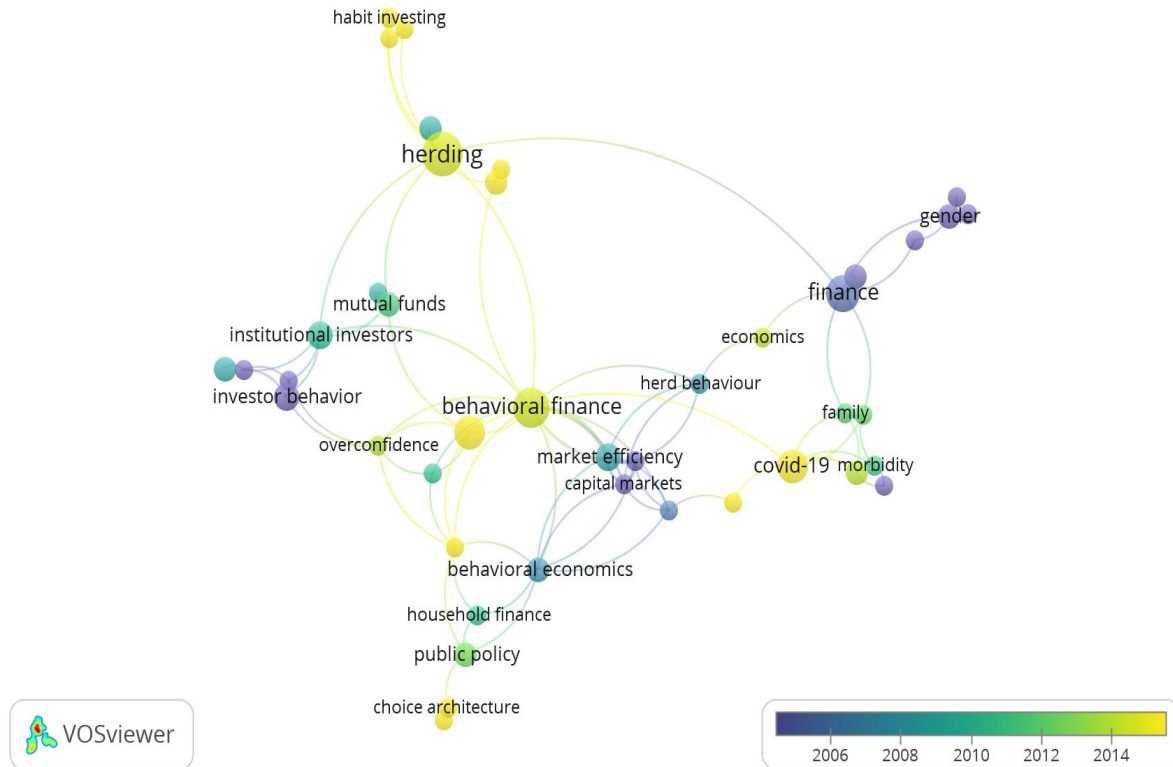 habit investing
herding
gender
finance
mutual funds
institutional investors
economics
herd behaviour
investor behavior
behavioral finance
family
overconfidence
market efficiency
covid-19
morbidity
capital markets
behavioral economics
household finance
public policy
choice architecture
VOSviewer
2006
2008
2010
2012
2014